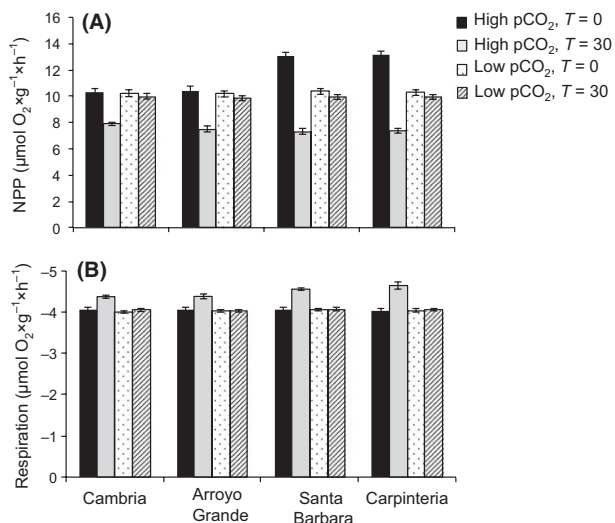 (A)
High pCO₂, T = 0
High pCO₂, T = 30
Low pCO₂, T = 0
Low pCO₂, T = 30
NPP (µmol O₂×g⁻¹×h⁻¹)
16
14
12
10
8
6
4
2
0
(B)
Respiration (µmol O₂×g⁻¹×h⁻¹)
–5
–4
–3
–2
–1
0
Cambria
Arroyo
Grande
Santa
Barbara
Carpinteria